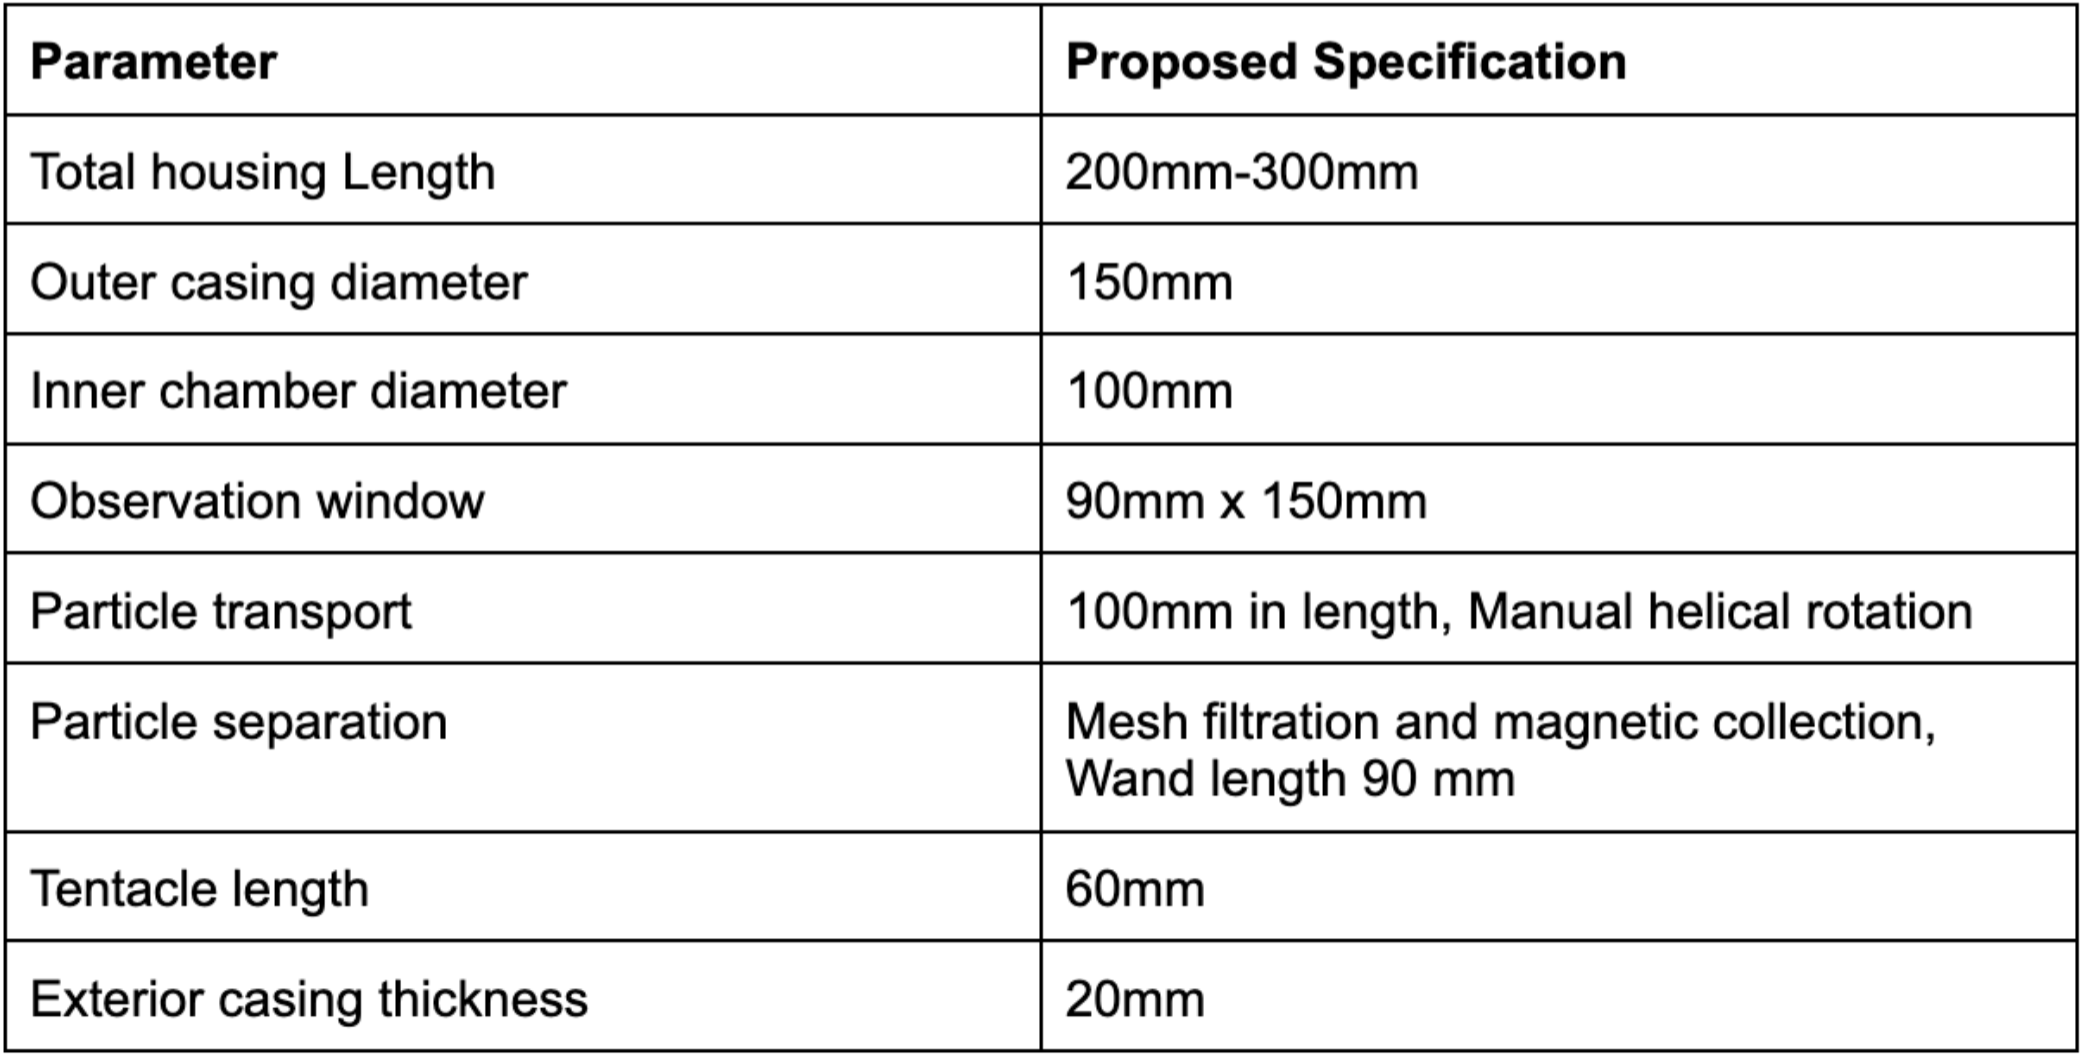 Parameter Proposed Specification
Total housing Length 200mm-300mm
Outer casing diameter 150mm
Inner chamber diameter 100mm
Observation window 90mm x 150mm
Particle transport 100mm in length, Manual helical rotation
Particle separation Mesh filtration and magnetic collection,
Wand length 90 mm
Tentacle length 60mm
Exterior casing thickness 20mm